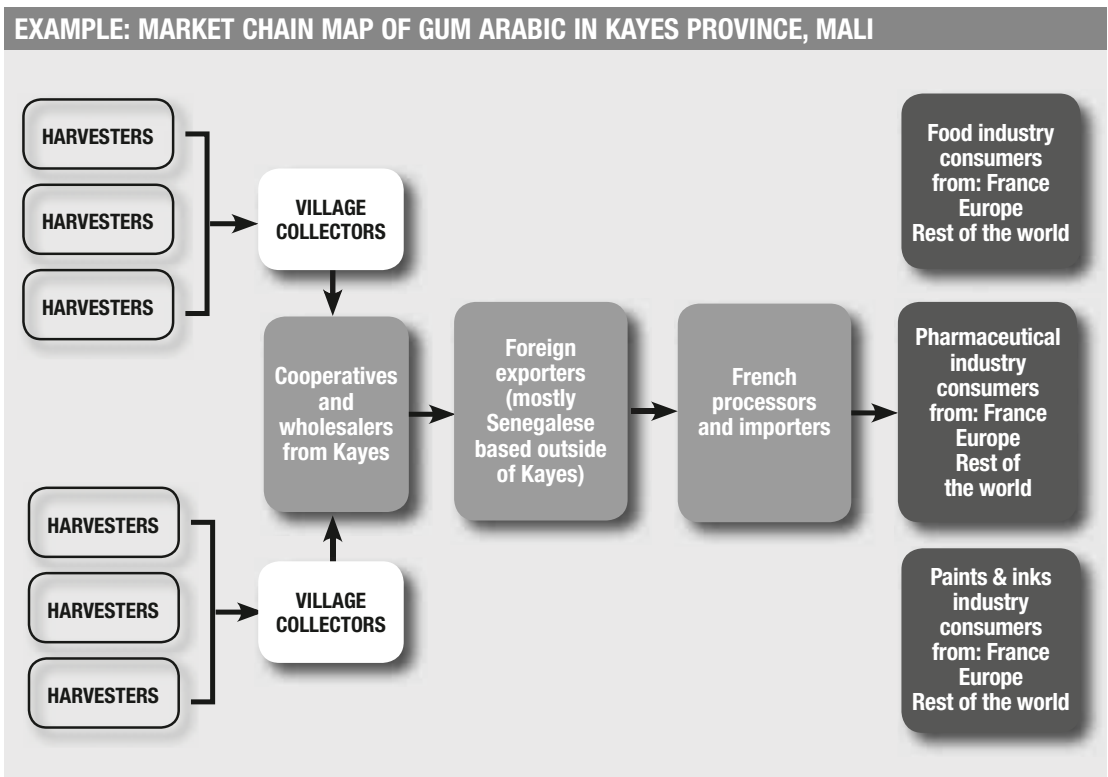 EXAMPLE: MARKET CHAIN MAP OF GUM ARABIC IN KAYES PROVINCE, MALI
HARVESTERS
HARVESTERS
HARVESTERS
VILLAGE
COLLECTORS
HARVESTERS
HARVESTERS
HARVESTERS
VILLAGE
COLLECTORS
Cooperatives
and
wholesalers
from Kayes
Foreign
exporters
(mostly
Senegalese
based outside
of Kayes)
French
processors
and importers
Food industry
consumers
from: France
Europe
Rest of the world
Pharmaceutical
industry
consumers
from: France
Europe
Rest of
the world
Paints & inks
industry
consumers
from: France
Europe
Rest of the world